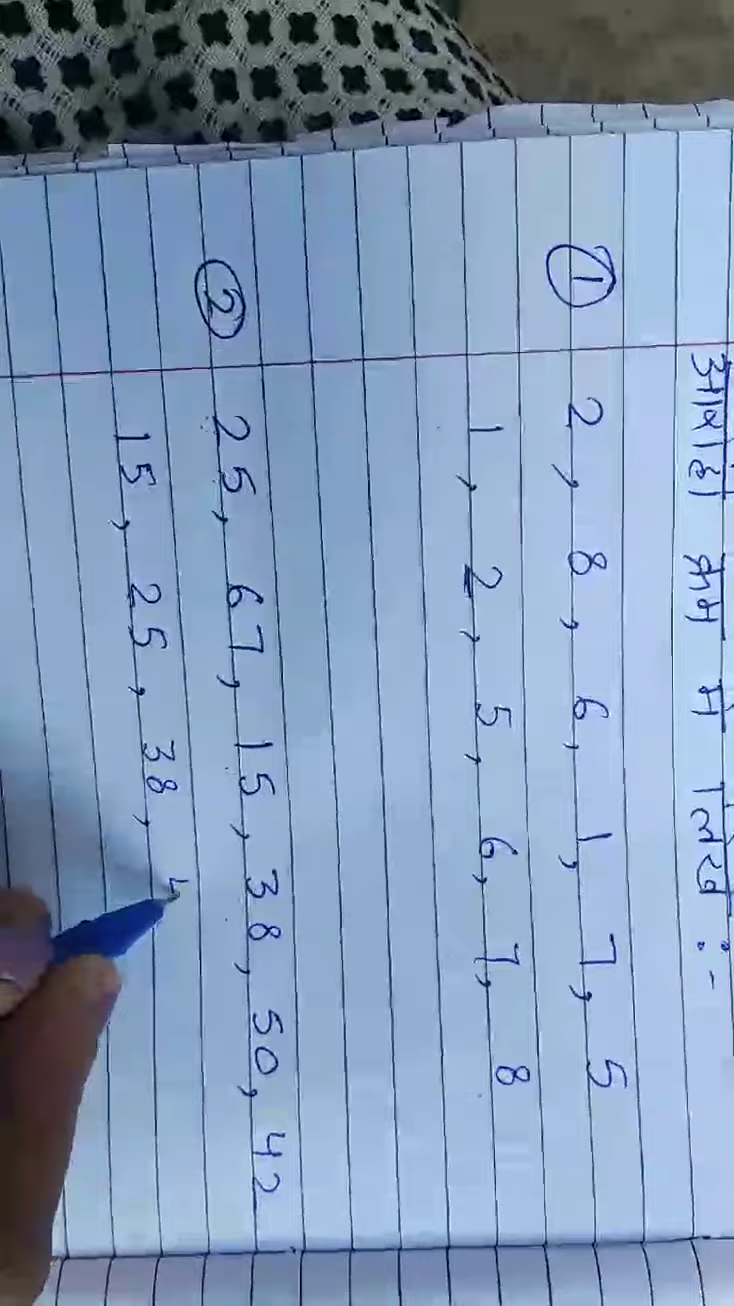 आरोही क्रम में लिखें :-
① 2, 8, 6, 1, 7, 5
1, 2, 5, 6, 7, 8
② 25, 67, 15, 38, 50, 42
15, 25, 38, 4